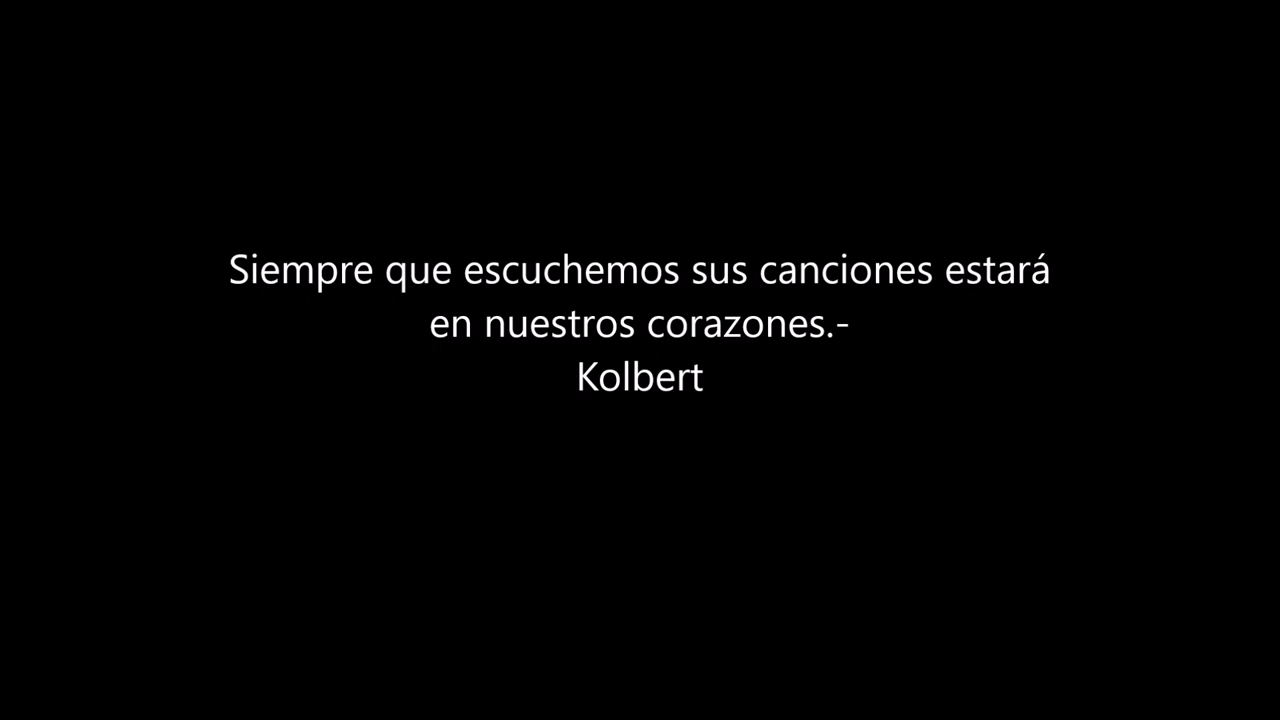 Siempre que escuchemos sus canciones estará
en nuestros corazones.-
Kolbert